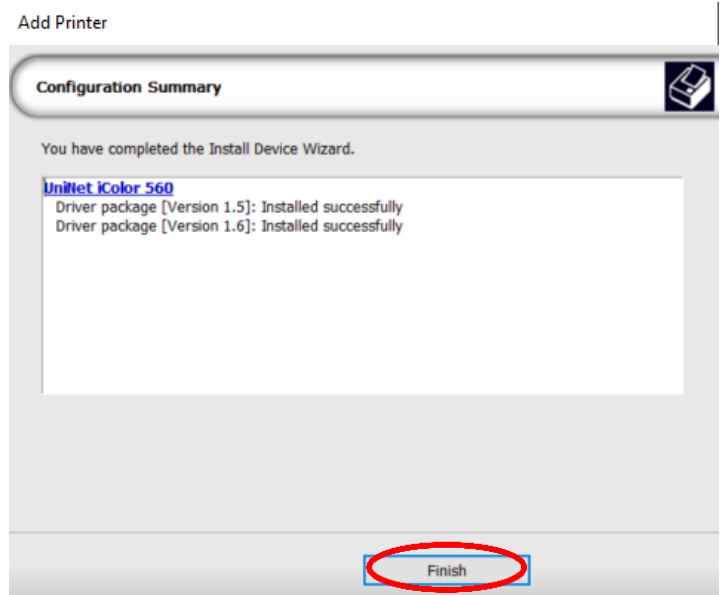 Add Printer
Configuration Summary
You have completed the Install Device Wizard.
UniNet iColor 560
Driver package [Version 1.5]: Installed successfully
Driver package [Version 1.6]: Installed successfully
Finish